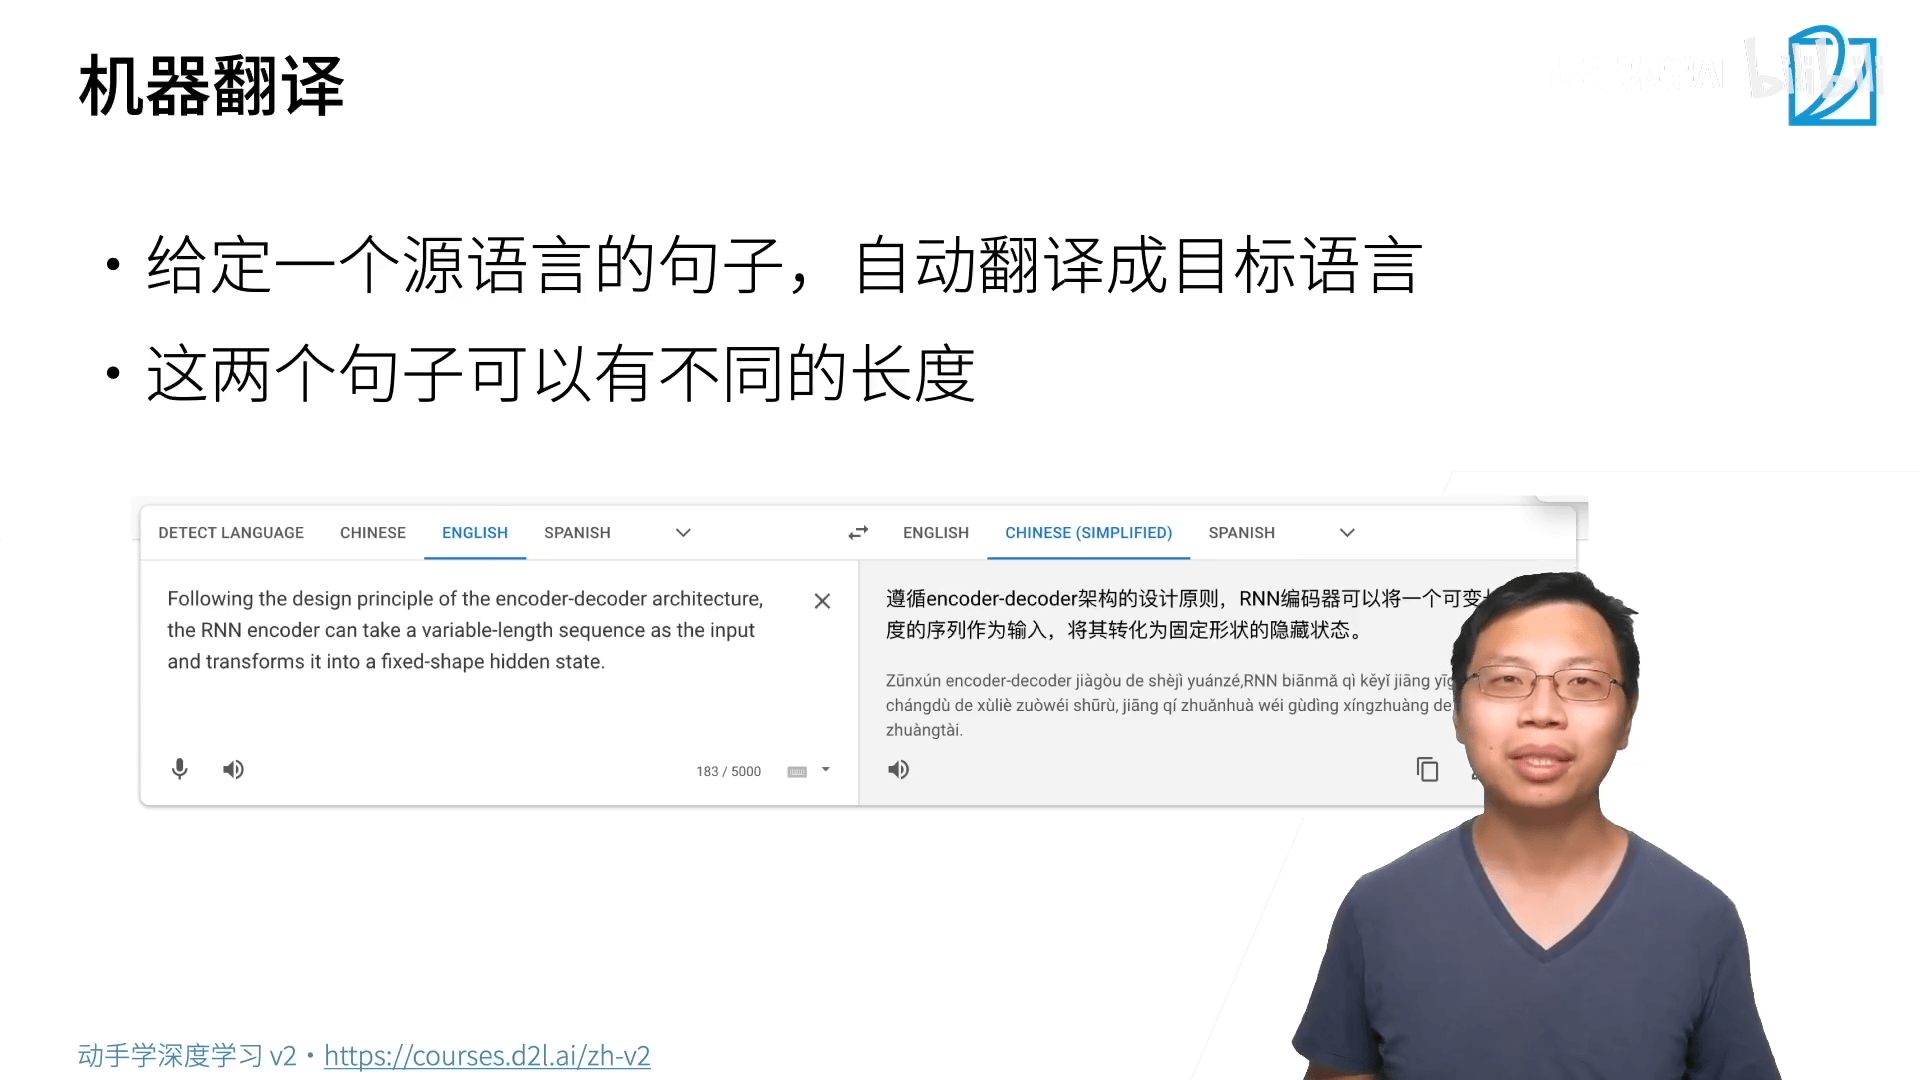 机器翻译
bilibili
• 给定一个源语言的句子，自动翻译成目标语言
• 这两个句子可以有不同的长度
DETECT LANGUAGE CHINESE ENGLISH SPANISH
ENGLISH CHINESE (SIMPLIFIED) SPANISH
Following the design principle of the encoder-decoder architecture,
the RNN encoder can take a variable-length sequence as the input
and transforms it into a fixed-shape hidden state.
183 / 5000
遵循encoder-decoder架构的设计原则，RNN编码器可以将一个可变
度的序列作为输入，将其转化为固定形状的隐藏状态。
Zūnxún encoder-decoder jiàgòu de shèjì yuánzé,RNN biānmǎ qì kěyǐ jiāng
chángdù de xùliè zuòwéi shūrù, jiāng qí zhuǎnhuà wéi gùdìng xíngzhuàng de
zhuàngtài.
动手学深度学习 v2 • https://courses.d2l.ai/zh-v2